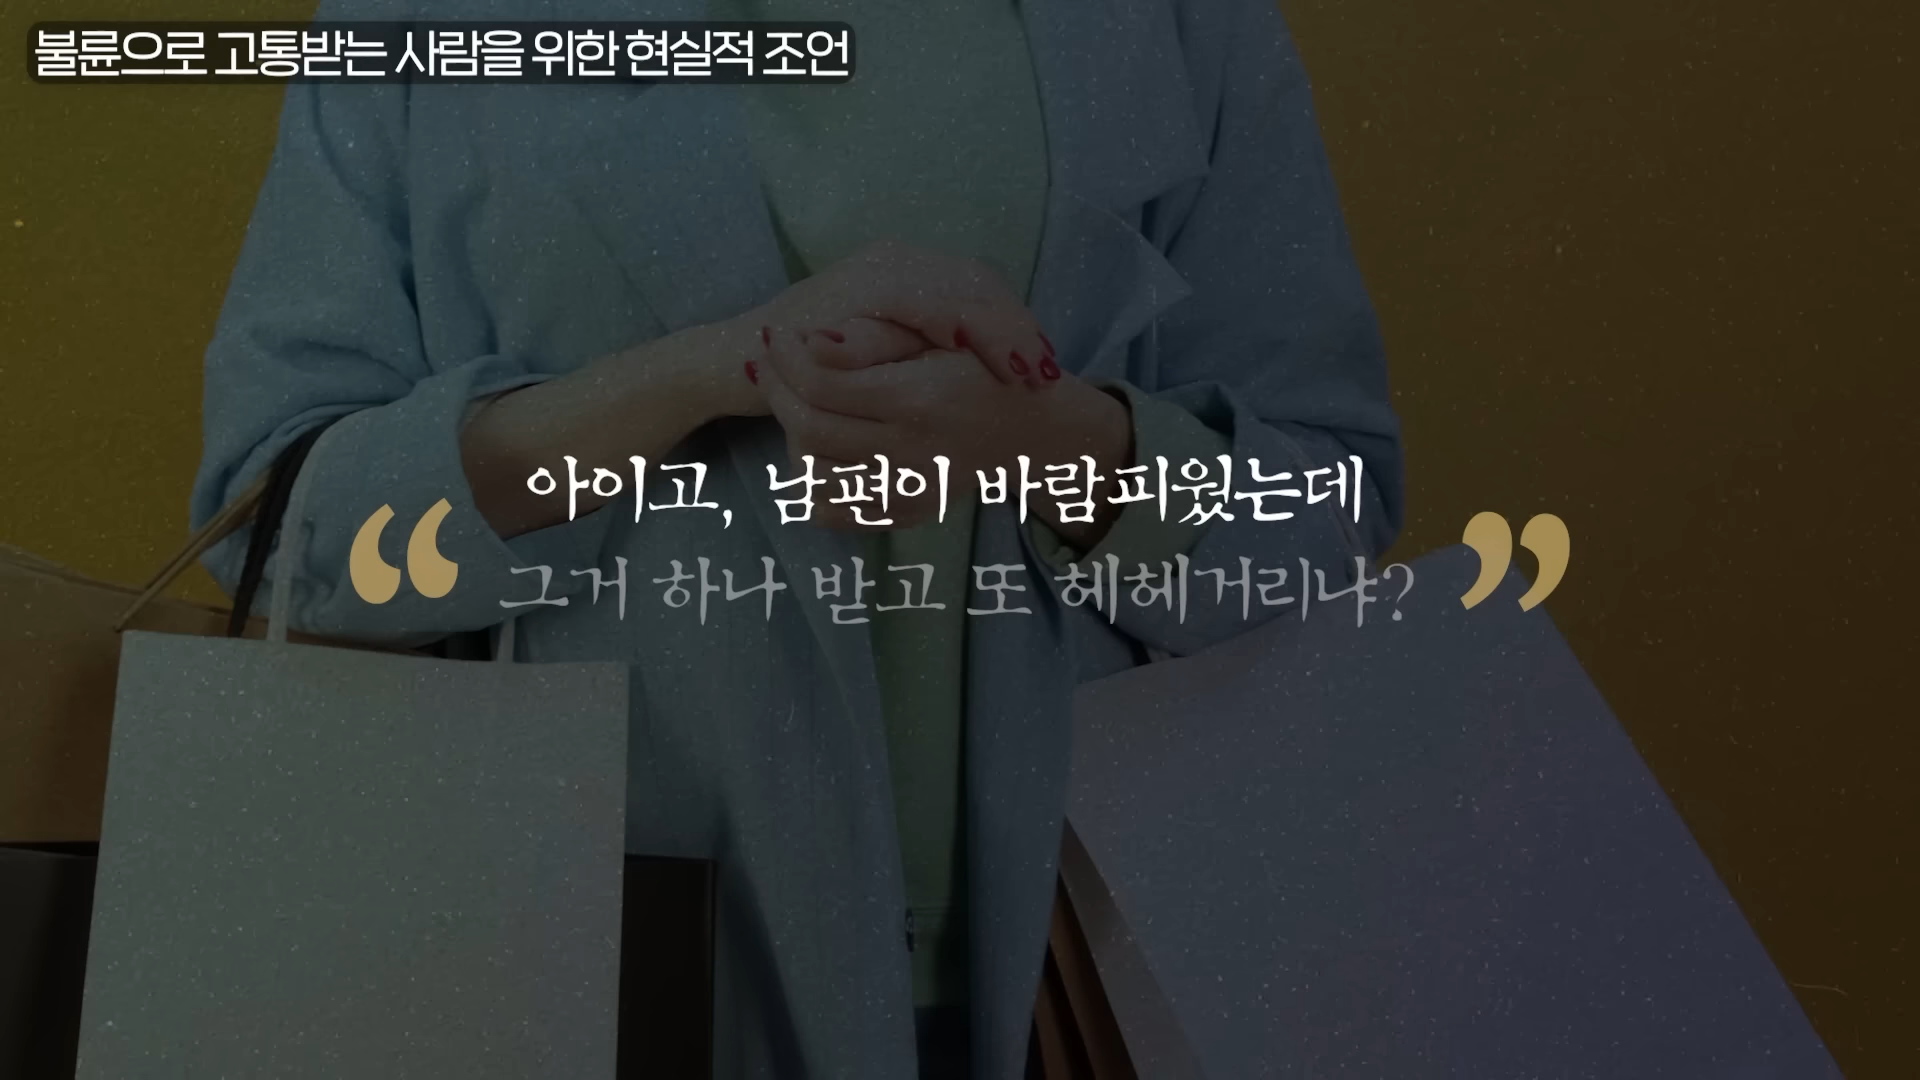 불륜으로 고통받는 사람을 위한 현실적 조언
“아이고, 남편이 바람피웠는데
그거 하나 받고 또 헤헤거리냐?”